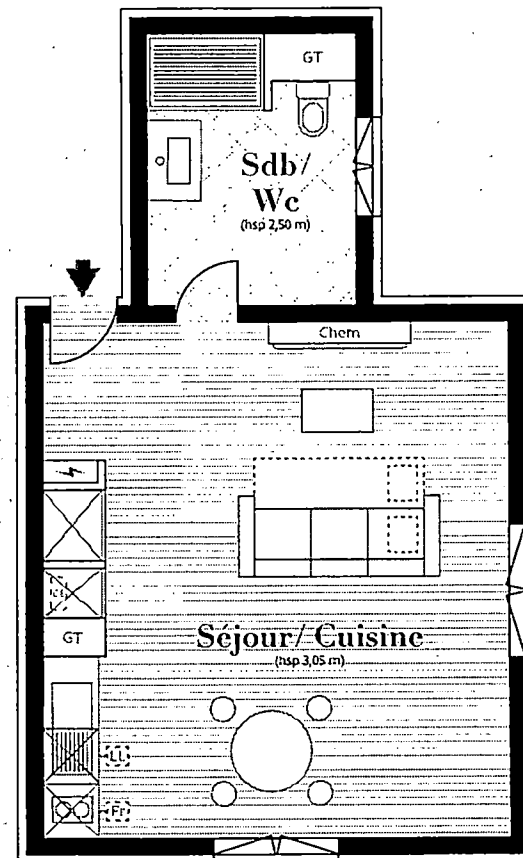 GT
Sdb/
Wc
(hsp 2,50 m)
Chem
GT
Séjour/ Cuisine
(hsp 3,05 m)
LL
Fr